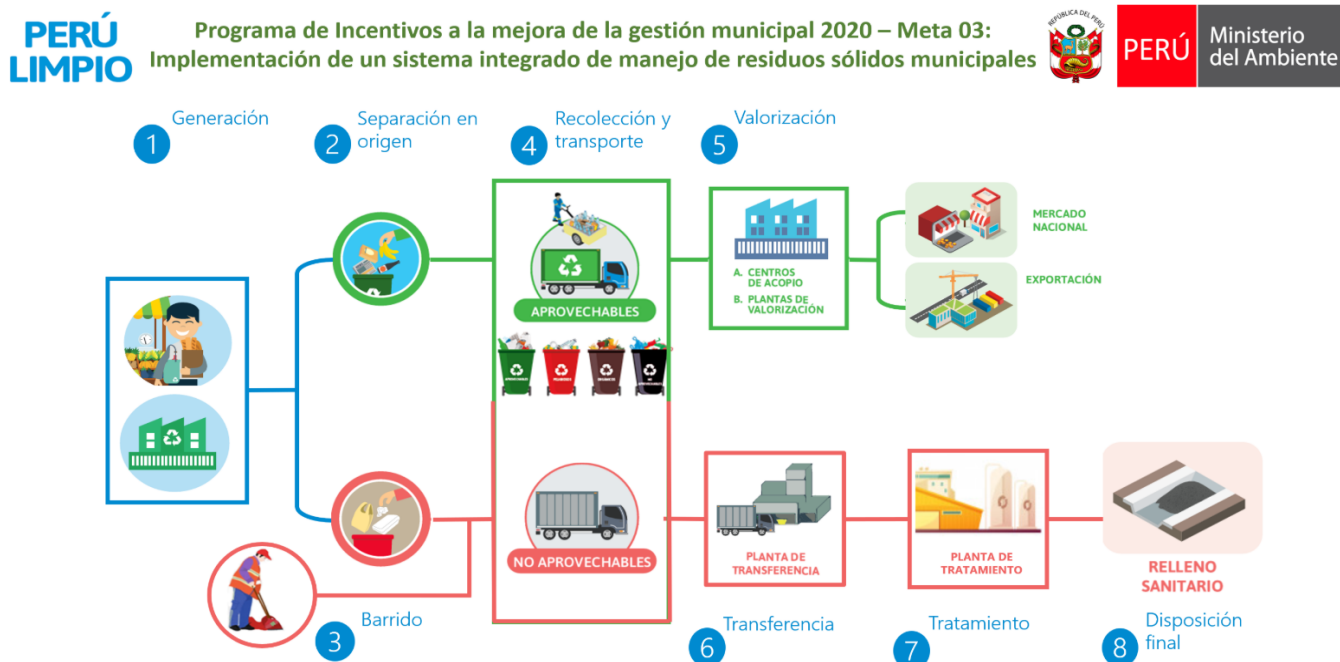 PERÚ
LIMPIO
Programa de Incentivos a la mejora de la gestión municipal 2020 – Meta 03:
Implementación de un sistema integrado de manejo de residuos sólidos municipales
REPÚBLICA DEL PERÚ
PERÚ
Ministerio
del Ambiente
1
Generación
2
Separación en
origen
4
Recolección y
transporte
5
Valorización
APROVECHABLES
A. CENTROS
DE ACOPIO
B. PLANTAS DE
VALORIZACIÓN
MERCADO
NACIONAL
EXPORTACIÓN
NO APROVECHABLES
PLANTA DE
TRANSFERENCIA
PLANTA DE
TRATAMIENTO
RELLENO
SANITARIO
3
Barrido
6
Transferencia
7
Tratamiento
8
Disposición
final